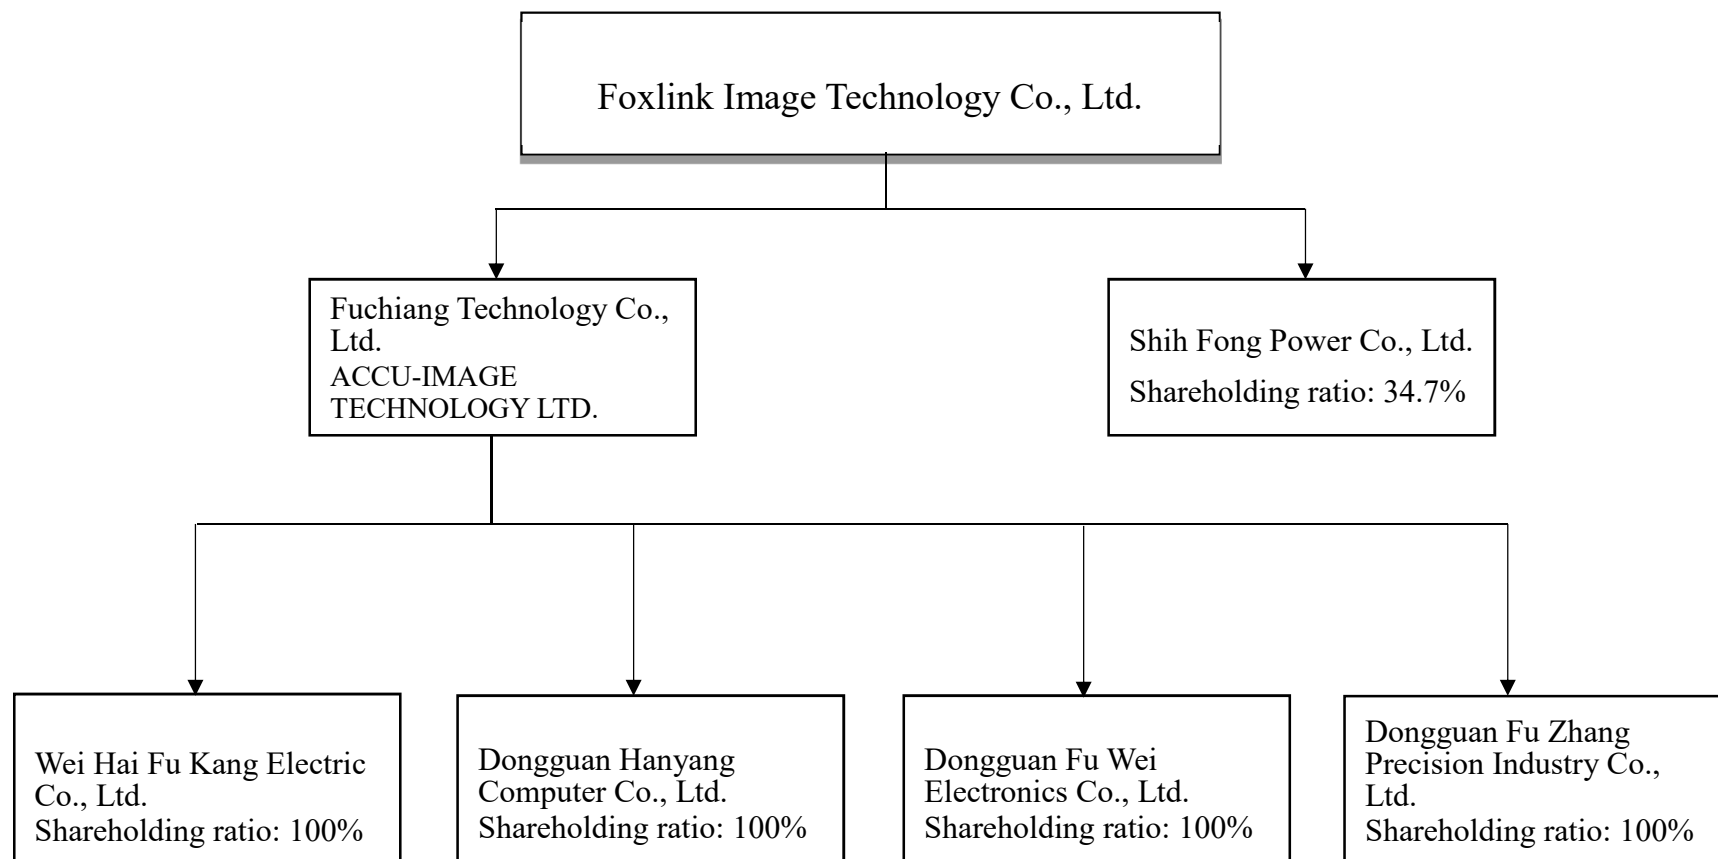 Foxlink Image Technology Co., Ltd.
Fuchiang Technology Co.,
Ltd.
ACCU-IMAGE
TECHNOLOGY LTD.
Shih Fong Power Co., Ltd.
Shareholding ratio: 34.7%
Wei Hai Fu Kang Electric
Co., Ltd.
Shareholding ratio: 100%
Dongguan Hanyang
Computer Co., Ltd.
Shareholding ratio: 100%
Dongguan Fu Wei
Electronics Co., Ltd.
Shareholding ratio: 100%
Dongguan Fu Zhang
Precision Industry Co.,
Ltd.
Shareholding ratio: 100%